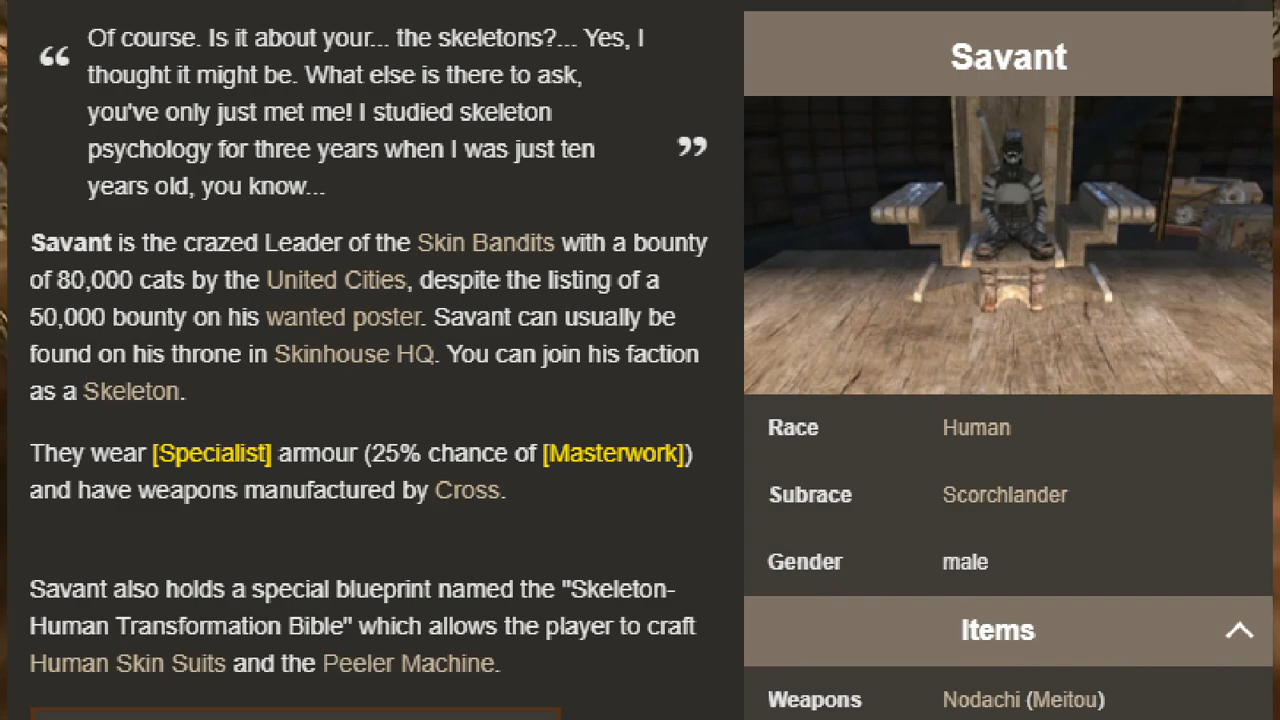 “
Of course. Is it about your... the skeletons?... Yes, I
thought it might be. What else is there to ask,
you've only just met me! I studied skeleton
psychology for three years when I was just ten
years old, you know...
”
Savant is the crazed Leader of the Skin Bandits with a bounty
of 80,000 cats by the United Cities, despite the listing of a
50,000 bounty on his wanted poster. Savant can usually be
found on his throne in Skinhouse HQ. You can join his faction
as a Skeleton.
They wear [Specialist] armour (25% chance of [Masterwork])
and have weapons manufactured by Cross.
Savant also holds a special blueprint named the "Skeleton-
Human Transformation Bible" which allows the player to craft
Human Skin Suits and the Peeler Machine.
Savant
Race Human
Subrace Scorchlander
Gender male
Items
Weapons Nodachi (Meitou)